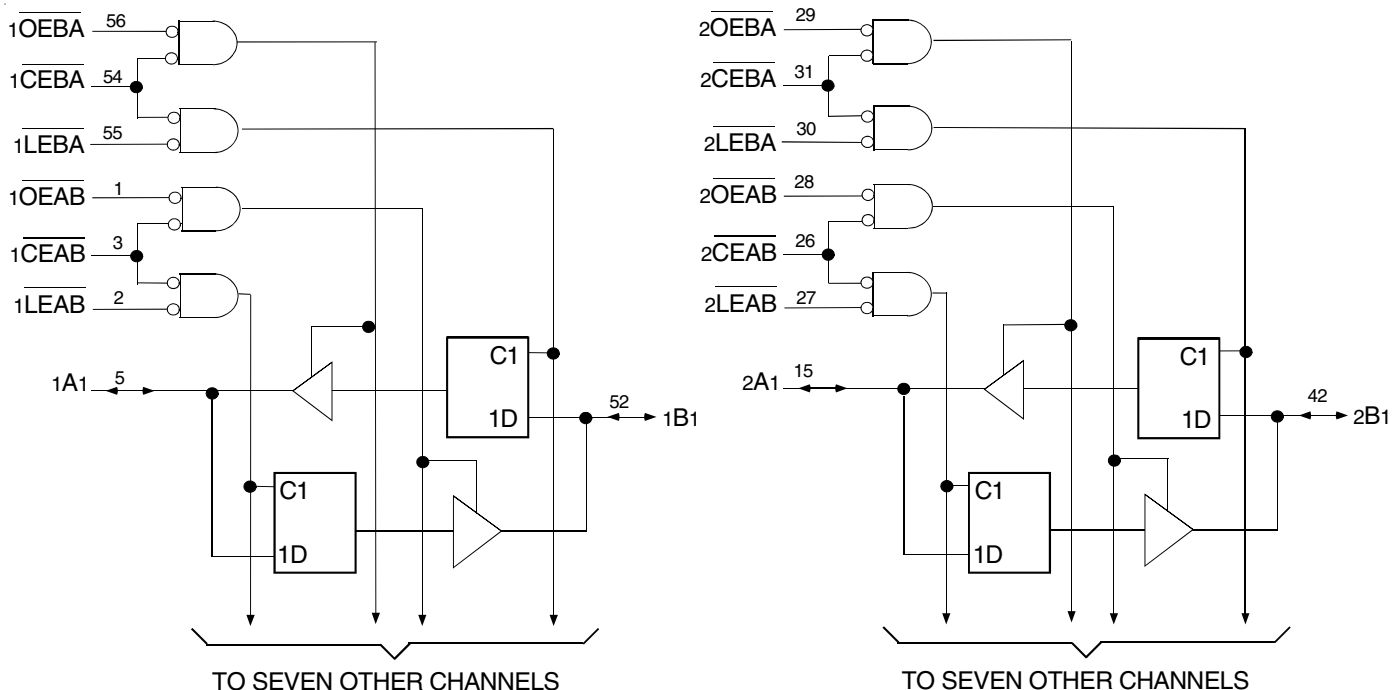 1OEBA 56
1CEBA 54
1LEBA 55
1OEAB 1
1CEAB 3
1LEAB 2
1A1 5
C1
1D
52 1B1
C1
1D
TO SEVEN OTHER CHANNELS
2OEBA 29
2CEBA 31
2LEBA 30
2OEAB 28
2CEAB 26
2LEAB 27
2A1 15
C1
1D
42 2B1
C1
1D
TO SEVEN OTHER CHANNELS